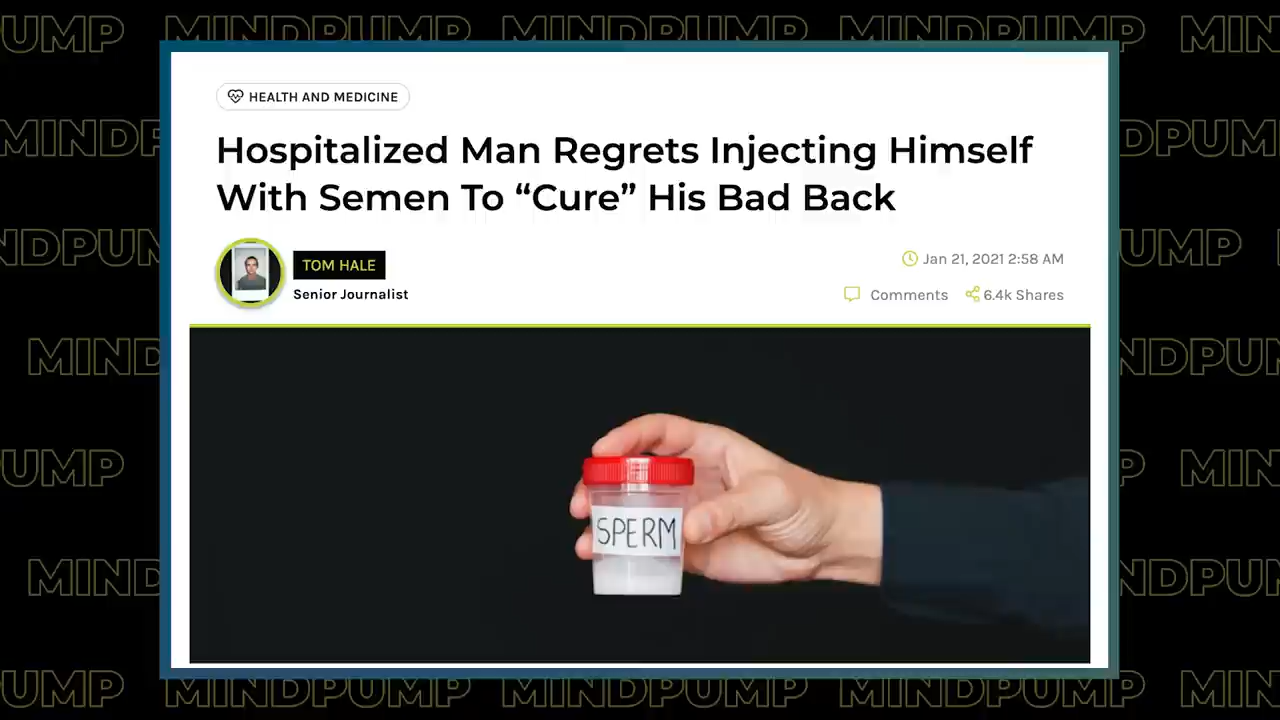 MINDPUMP
HEALTH AND MEDICINE
Hospitalized Man Regrets Injecting Himself
With Semen To “Cure” His Bad Back
TOM HALE
Senior Journalist
Jan 21, 2021 2:58 AM
Comments
6.4k Shares
SPERM